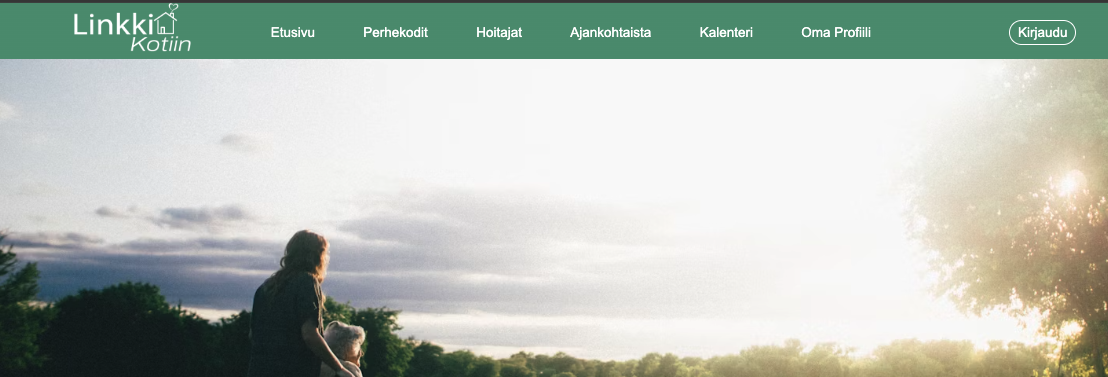 Linkki
Kotiin
Etusivu
Perhekodit
Hoitajat
Ajankohtaista
Kalenteri
Oma Profiili
Kirjaudu